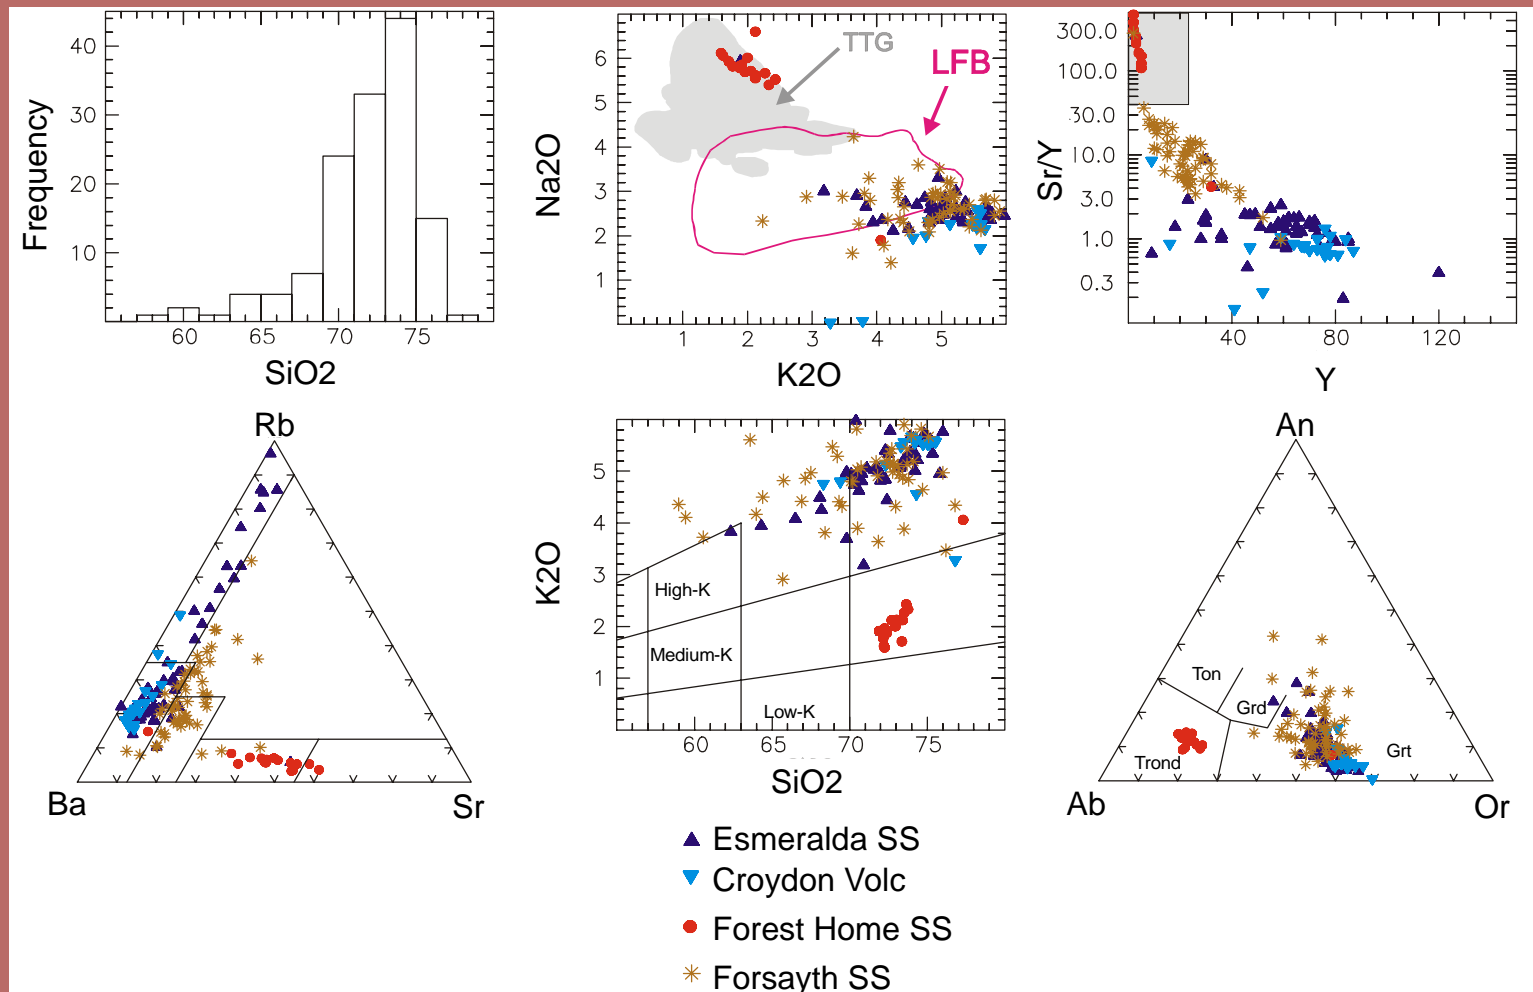 40
30
20
10
Frequency
60
65
70
75
SiO2
6
5
4
3
2
1
Na2O
TTG
LFB
1
2
3
4
5
K2O
300.0
100.0
30.0
10.0
3.0
1.0
0.3
Sr/Y
40
80
120
Y
Rb
Ba
Sr
5
4
3
2
1
K2O
High-K
Medium-K
Low-K
60
65
70
75
SiO2
An
Ton
Grd
Trond
Grt
Ab
Or
Esmeralda SS
Croydon Volc
Forest Home SS
Forsayth SS